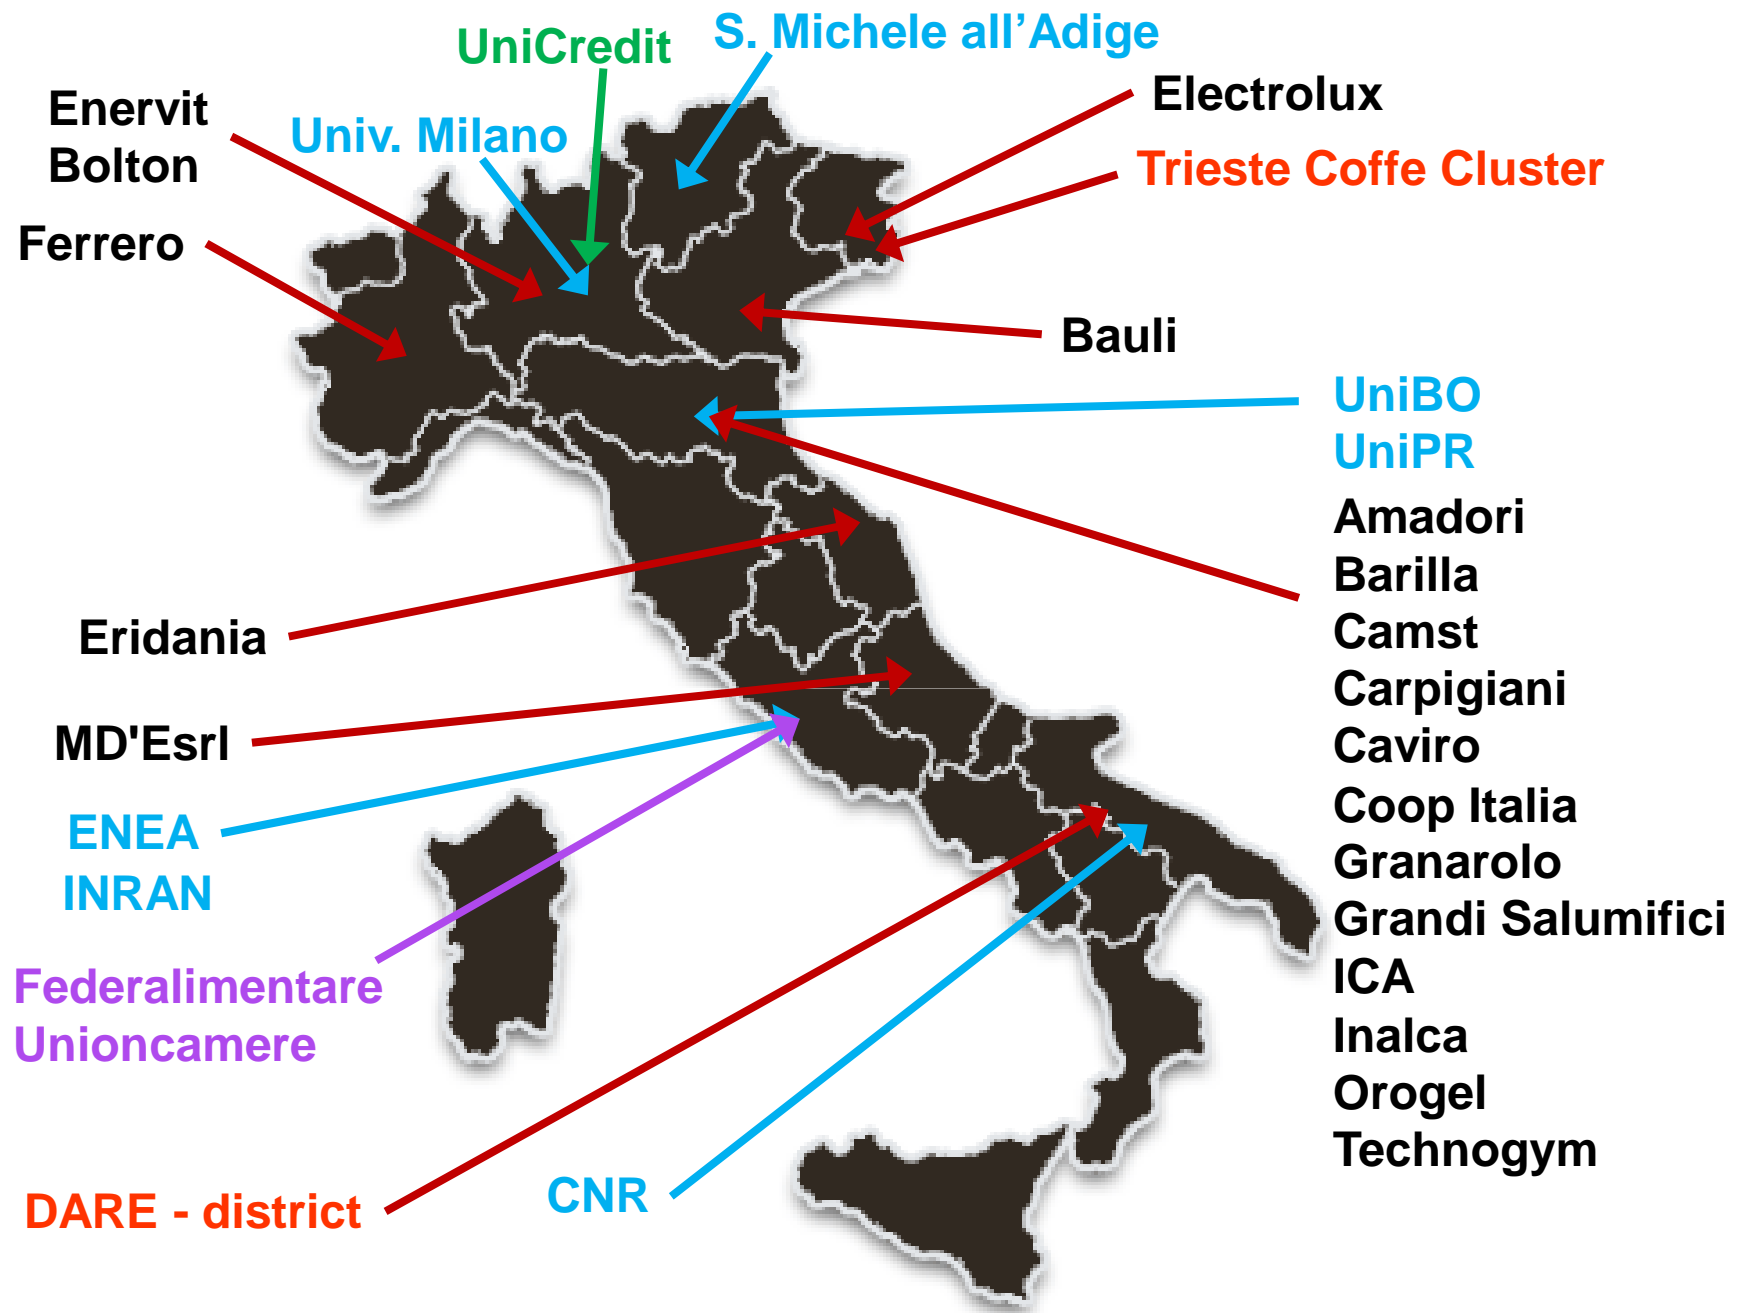 UniCredit
S. Michele all’Adige
Enervit
Bolton
Univ. Milano
Electrolux
Trieste Coffe Cluster
Ferrero
Bauli
UniBO
UniPR
Amadori
Barilla
Camst
Carpigiani
Caviro
Coop Italia
Granarolo
Grandi Salumifici
ICA
Inalca
Orogel
Technogym
Eridania
MD'Esrl
ENEA
INRAN
Federalimentare
Unioncamere
DARE - district
CNR